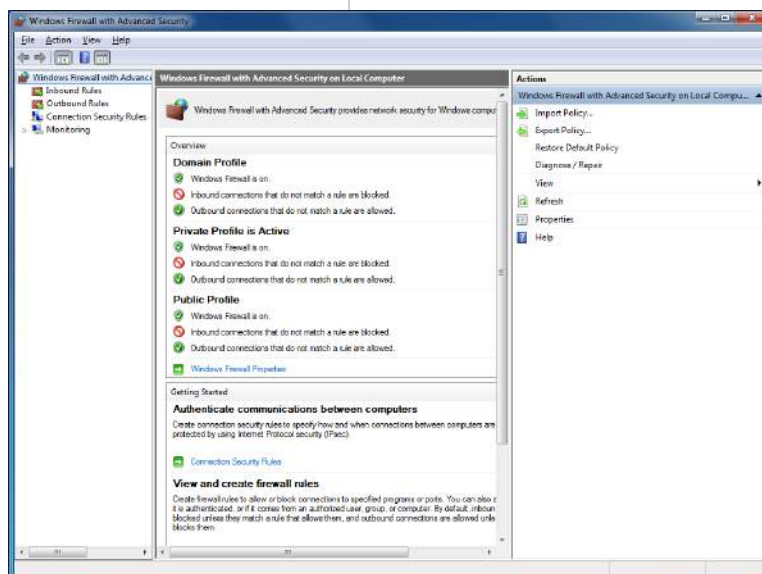 Windows Firewall with Advanced Security
File Action View Help
Windows Firewall with Advance
Inbound Rules
Outbound Rules
Connection Security Rules
Monitoring
Windows Firewall with Advanced Security on Local Computer
Windows Firewall with Advanced Security provides network security for Windows compu
Overview
Domain Profile
Windows Firewall is on.
Inbound connections that do not match a rule are blocked.
Outbound connections that do not match a rule are allowed.
Private Profile is Active
Windows Firewall is on.
Inbound connections that do not match a rule are blocked.
Outbound connections that do not match a rule are allowed.
Public Profile
Windows Firewall is on.
Inbound connections that do not match a rule are blocked.
Outbound connections that do not match a rule are allowed.
Windows Firewall Properties
Getting Started
Authenticate communications between computers
Create connection security rules to specify how and when connections between computers are
protected by using Internet Protocol security (IPsec).
Connection Security Rules
View and create firewall rules
Create firewall rules to allow or block connections to specified programs or ports. You can also a
it is authenticated, or if it comes from an authorized user, group, or computer. By default, inboun
blocked unless they match a rule that allows them, and outbound connections are allowed unle
blocks them.
Actions
Windows Firewall with Advanced Security on Local Compu...
Import Policy...
Export Policy...
Restore Default Policy
Diagnose / Repair
View
Refresh
Properties
Help